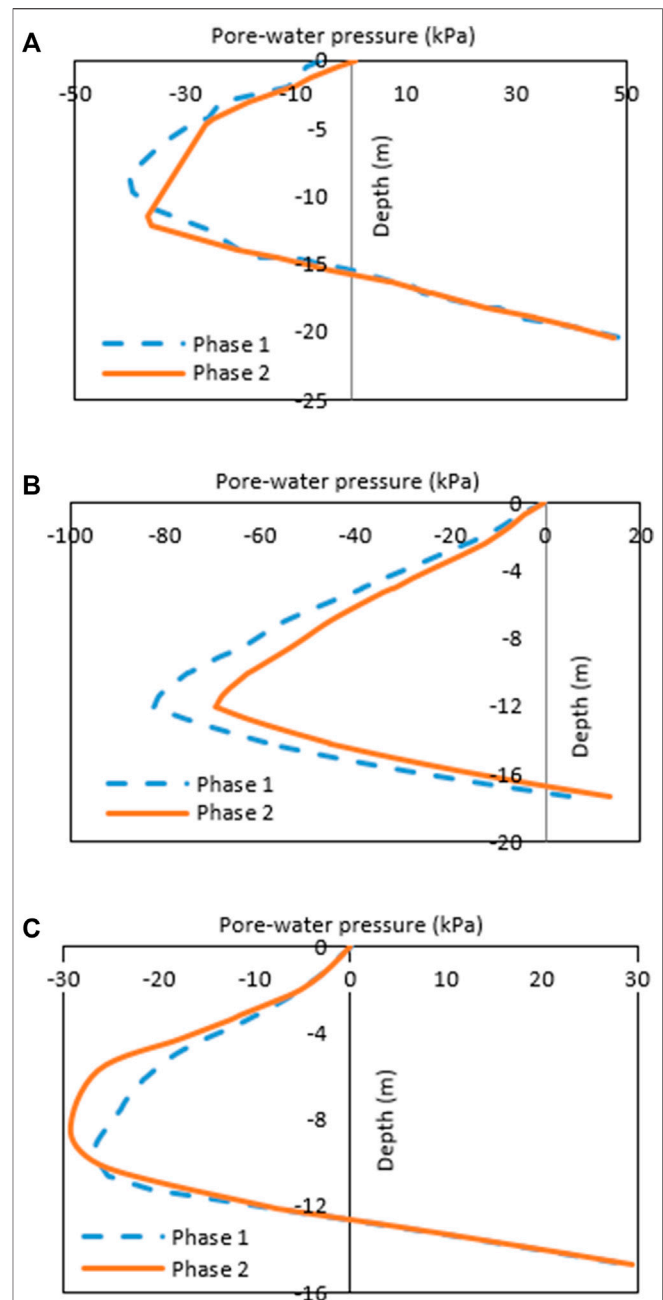 A
Pore-water pressure (kPa)
0
-50 -30 -10 10 30 50
-5
-10
Depth (m)
-15
-20
Phase 1
Phase 2
-25
B
Pore-water pressure (kPa)
0
-100 -80 -60 -40 -20 0 20
-4
-8
Depth (m)
-12
-16
Phase 1
Phase 2
-20
C
Pore-water pressure (kPa)
0
-30 -20 -10 0 10 20 30
-4
Depth (m)
-8
-12
Phase 1
Phase 2
-16